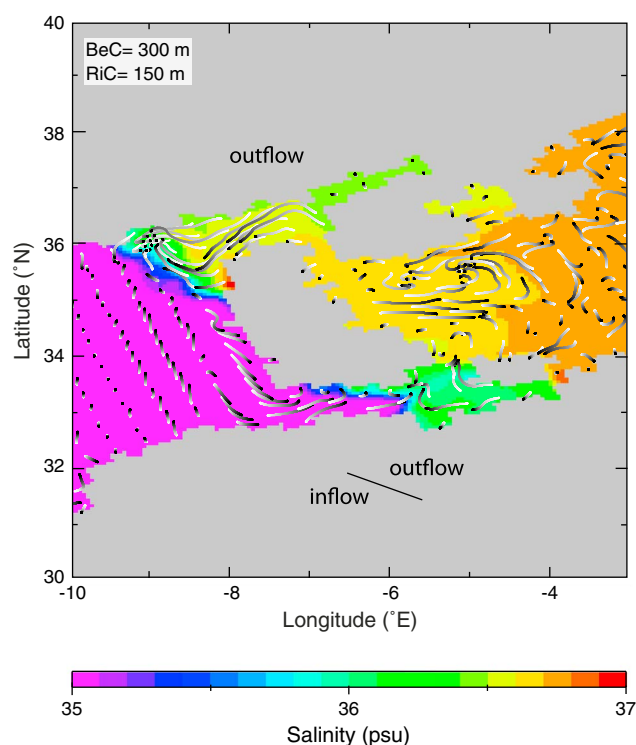 40
BeC= 300 m
RiC= 150 m
38
outflow
36
Latitude (˚N)
34
32
outflow
inflow
30
-10
-8
-6
-4
Longitude (˚E)
35
36
37
Salinity (psu)